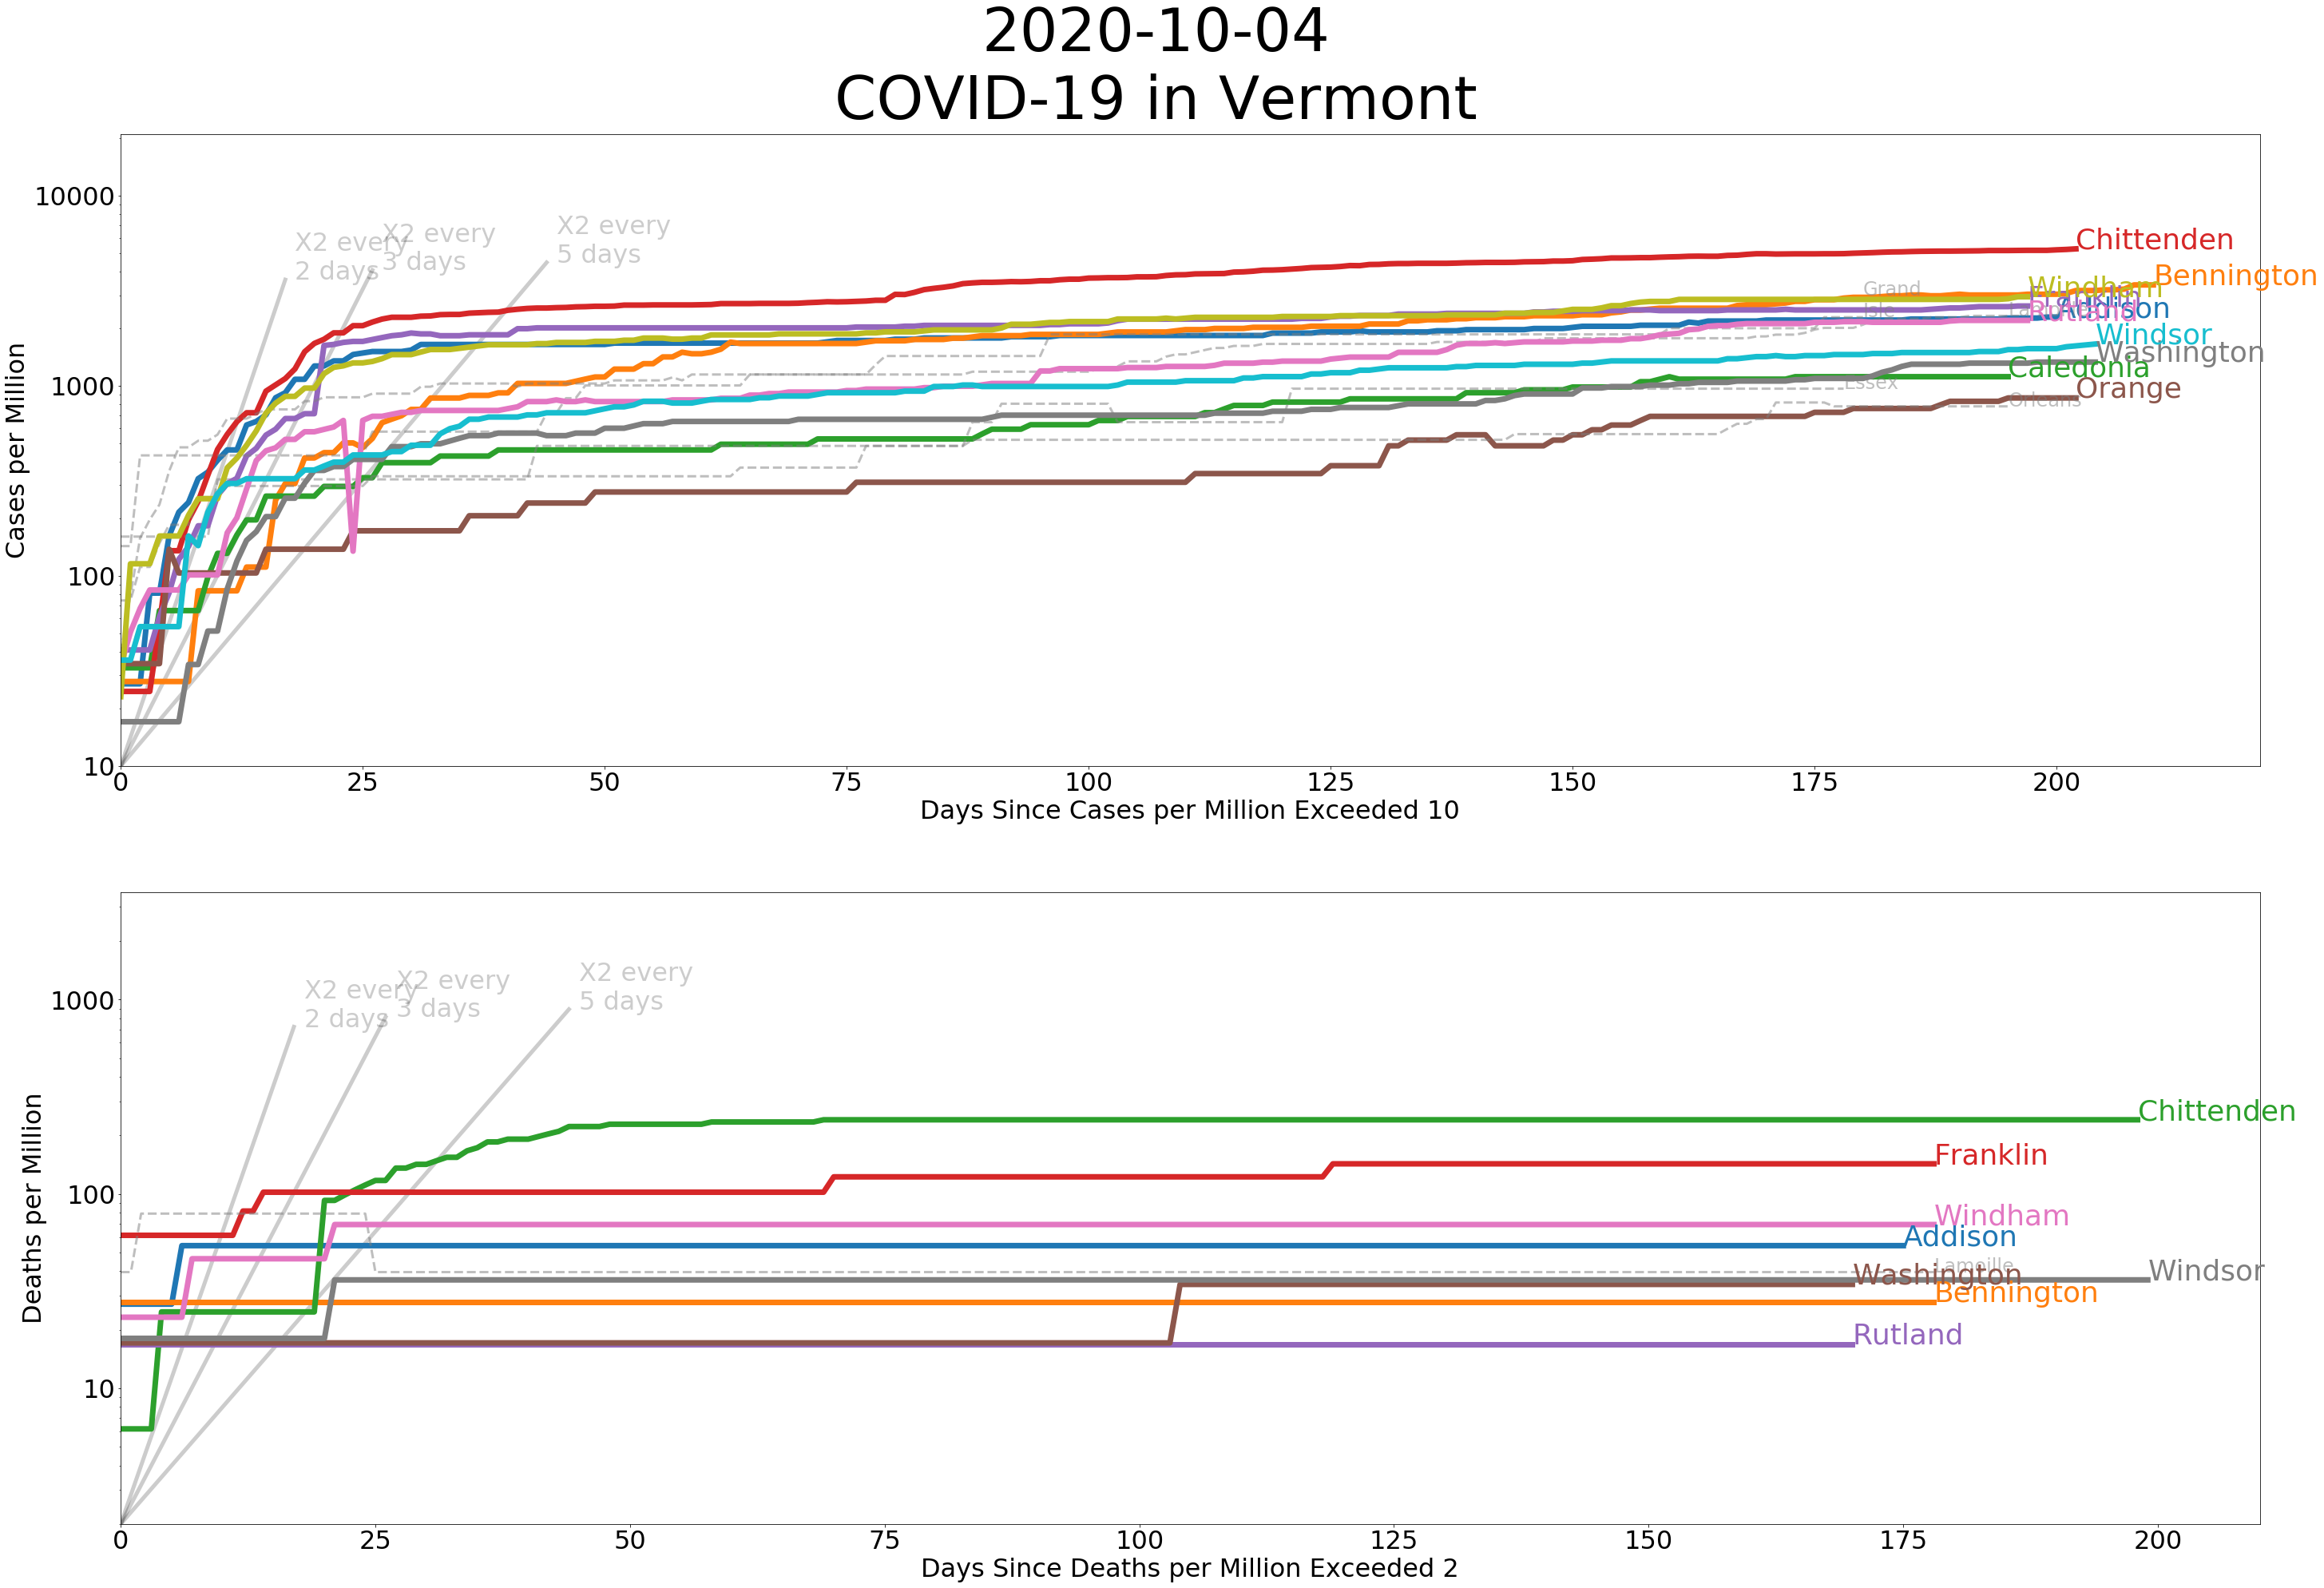 2020-10-04
COVID-19 in Vermont
10000
1000
100
10
Cases per Million
X2 every
2 days
X2 every
3 days
X2 every
5 days
Chittenden
Bennington
Windham
Franklin
Grand
Isle
Lamoille
Addison
Rutland
Windsor
Washington
Caledonia
Essex
Orange
Orleans
0 25 50 75 100 125 150 175 200
Days Since Cases per Million Exceeded 10
1000
100
10
Deaths per Million
X2 every
2 days
X2 every
3 days
X2 every
5 days
Chittenden
Franklin
Windham
Addison
Lamoille
Windsor
Washington
Bennington
Rutland
0 25 50 75 100 125 150 175 200
Days Since Deaths per Million Exceeded 2